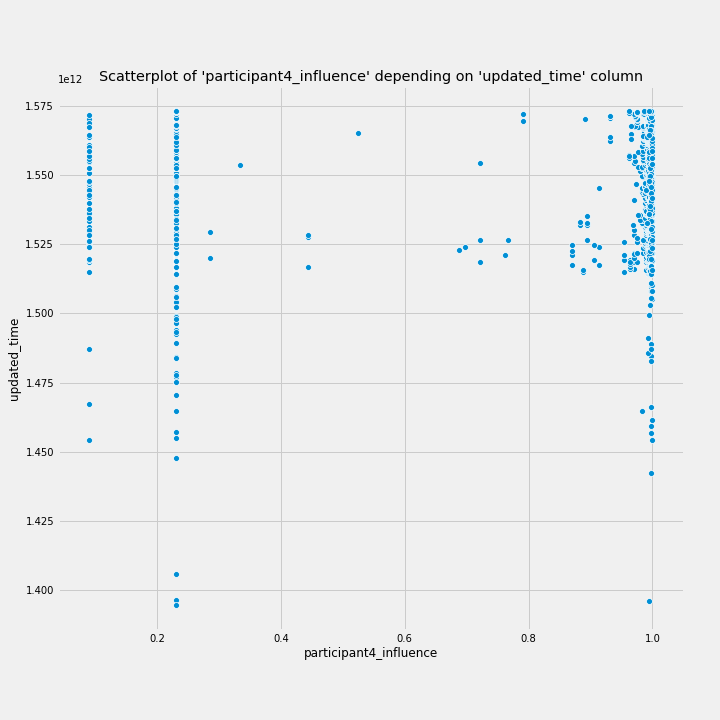 Scatterplot of 'participant4_influence' depending on 'updated_time' column
1e12
1.575
1.550
1.525
1.500
1.475
1.450
1.425
1.400
updated_time
0.2 0.4 0.6 0.8 1.0
participant4_influence